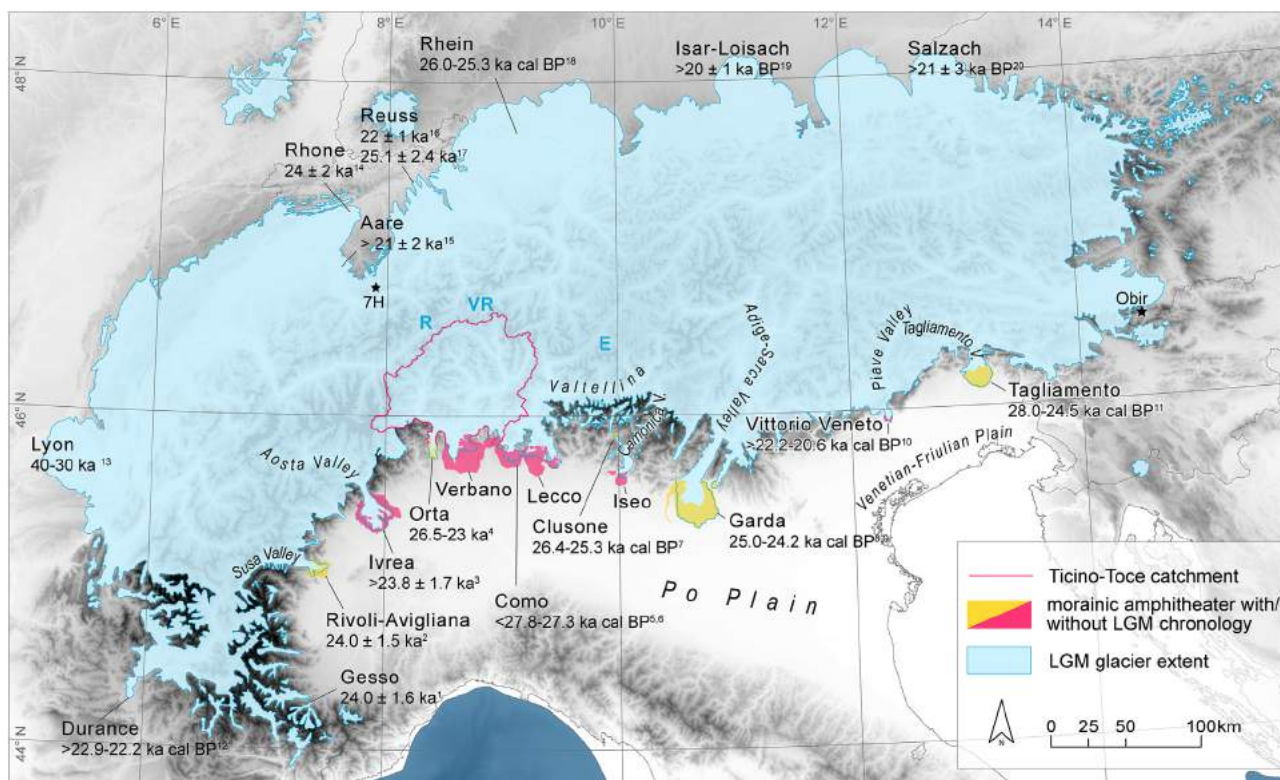 6° E
8° E
10° E
12° E
14° E
48° N
46° N
44° N
Rhein
26.0-25.3 ka cal BP¹⁸
Isar-Loisach
>20 ± 1 ka BP¹⁹
Salzach
>21 ± 3 ka BP²⁰
Reuss
22 ± 1 ka¹⁶
25.1 ± 2.4 ka¹⁷
Rhone
24 ± 2 ka¹⁴
Aare
> 21 ± 2 ka¹⁵
7H
R
VR
E
Obir
Valtellina
Camonica V.
Adige-Sarca Valley
Piave Valley
Tagliamento V.
Tagliamento
28.0-24.5 ka cal BP¹¹
Vittorio Veneto
>22.2-20.6 ka cal BP¹⁰
Venetian-Friulian Plain
Lyon
40-30 ka ¹³
Aosta Valley
Verbano
Lecco
Iseo
Orta
26.5-23 ka⁴
Clusone
26.4-25.3 ka cal BP⁷
Garda
25.0-24.2 ka cal BP
Ivrea
>23.8 ± 1.7 ka³
Susa Valley
Como
<27.8-27.3 ka cal BP⁵,⁶
Po Plain
Rivoli-Avigliana
24.0 ± 1.5 ka²
Gesso
24.0 ± 1.6 ka¹
Durance
>22.9-22.2 ka cal BP¹²
Ticino-Toce catchment
morainic amphitheater with/
without LGM chronology
LGM glacier extent
N
0 25 50 100km